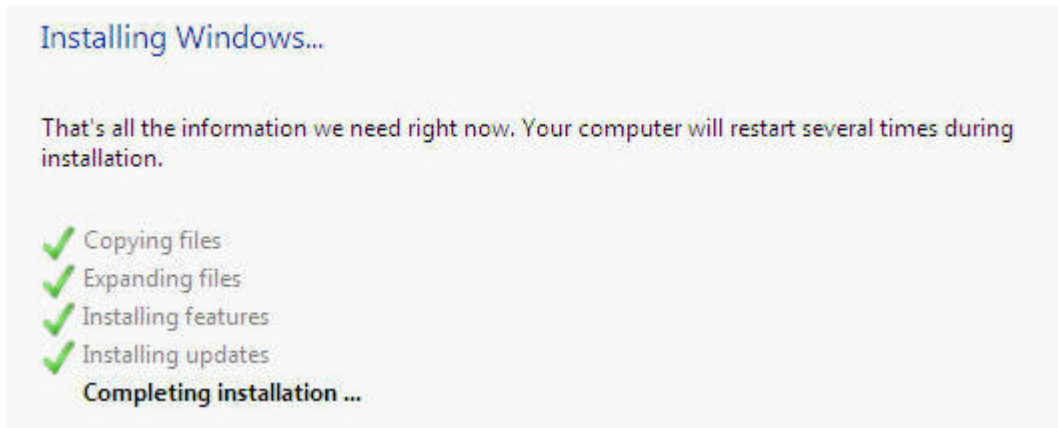 Installing Windows...
That's all the information we need right now. Your computer will restart several times during
installation.
Copying files
Expanding files
Installing features
Installing updates
Completing installation ...